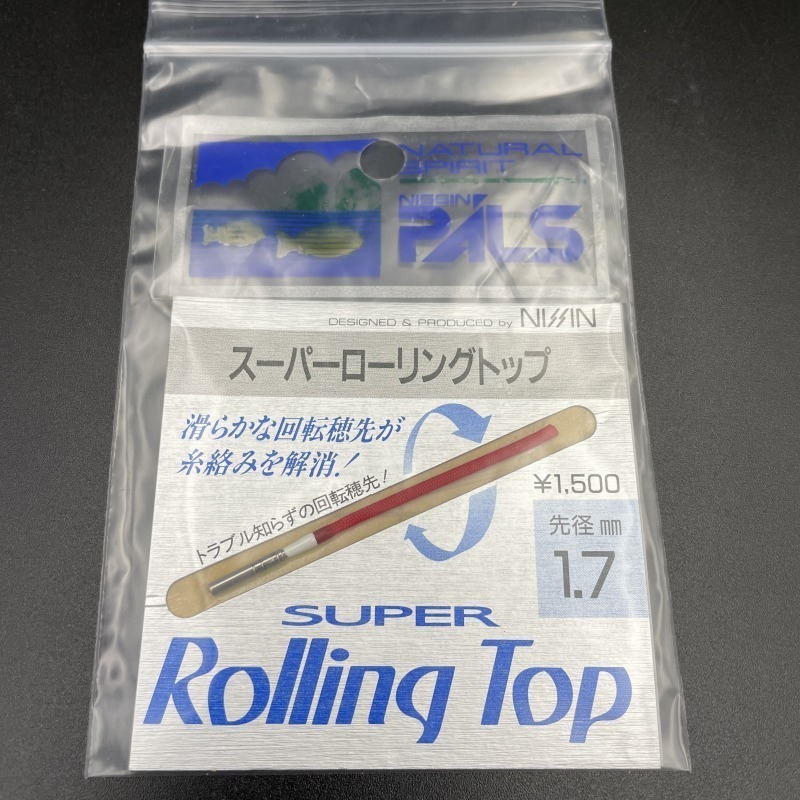 NATURAL
SPIRIT
NISSIN
PALS
DESIGNED & PRODUCED by NISSIN
スーパーローリングトップ
滑らかな回転穂先が
糸絡みを解消!
トラブル知らずの回転穂先!
¥1,500
先径 mm
1.7
SUPER
Rolling Top